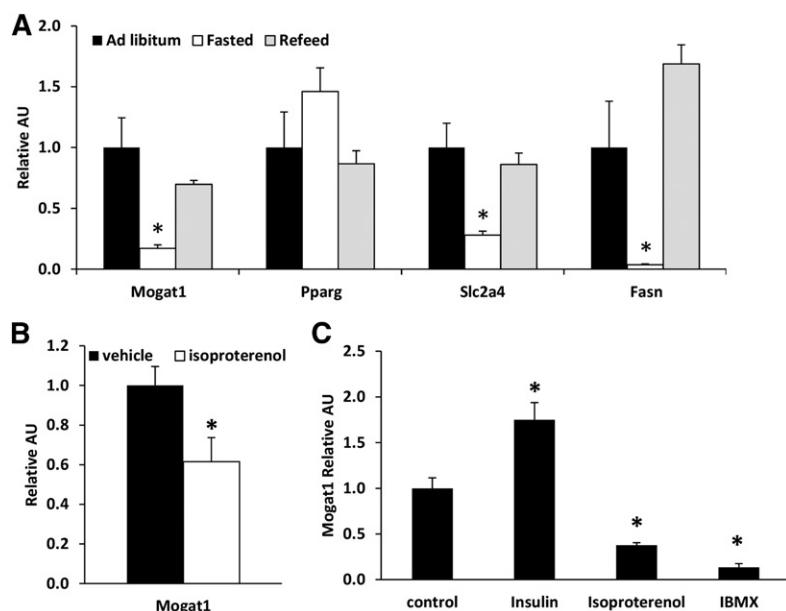 A
Ad libitum Fasted Refeed
Relative AU
2.0
1.5
1.0
0.5
0.0
*
*
*
Mogat1 Pparg Slc2a4 Fasn
B
vehicle isoproterenol
Relative AU
1.2
1.0
0.8
0.6
0.4
0.2
0.0
*
Mogat1
C
Mogat1 Relative AU
2.5
2.0
1.5
1.0
0.5
0.0
*
*
*
control Insulin Isoproterenol IBMX